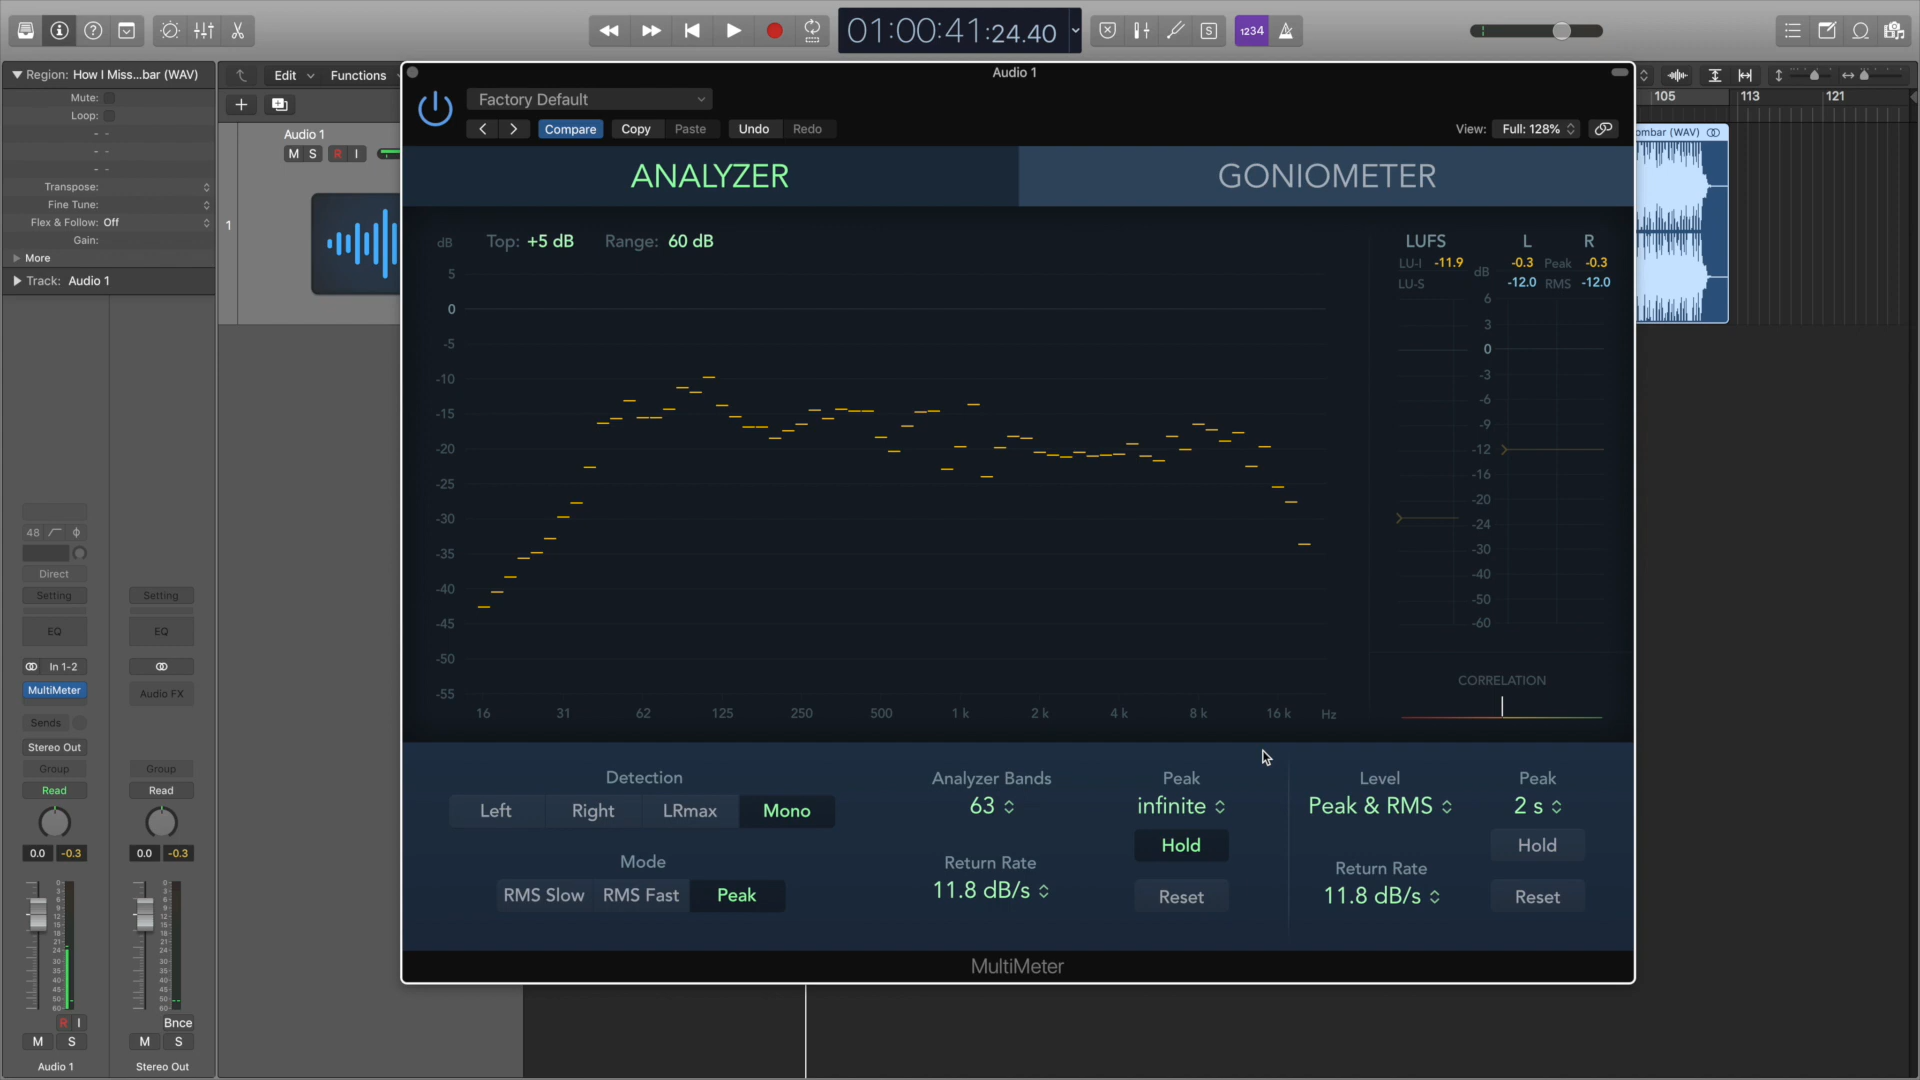 01:00:41:24.40
1234
S
Region: How I Miss...bar (WAV)
Mute:
Loop:
Transpose:
Fine Tune:
Flex & Follow: Off
Gain:
More
Track: Audio 1
Edit
Functions
Audio 1
M S R I
1
Audio 1
Factory Default
Compare
Copy
Paste
Undo
Redo
View: Full: 128%
105
113
121
ombar (WAV)
ANALYZER
GONIOMETER
dB
Top: +5 dB
Range: 60 dB
5
0
-5
-10
-15
-20
-25
-30
-35
-40
-45
-50
-55
16 31 62 125 250 500 1 k 2 k 4 k 8 k 16 k Hz
LUFS L R
LU-I -11.9 -0.3 Peak -0.3
dB
LU-S -12.0 RMS -12.0
6
3
0
-3
-6
-9
-12
-16
-20
-24
-30
-40
-50
-60
CORRELATION
Detection
Left Right LRmax Mono
Mode
RMS Slow RMS Fast Peak
Analyzer Bands
63
Return Rate
11.8 dB/s
Peak
infinite
Hold
Reset
Level
Peak & RMS
Return Rate
11.8 dB/s
Peak
2 s
Hold
Reset
MultiMeter
48
Direct
Setting
EQ
In 1-2
MultiMeter
Sends
Stereo Out
Group
Read
0.0 -0.3
R I
M S
Audio 1
Setting
EQ
Audio FX
Group
Read
0.0 -0.3
Bnce
M S
Stereo Out